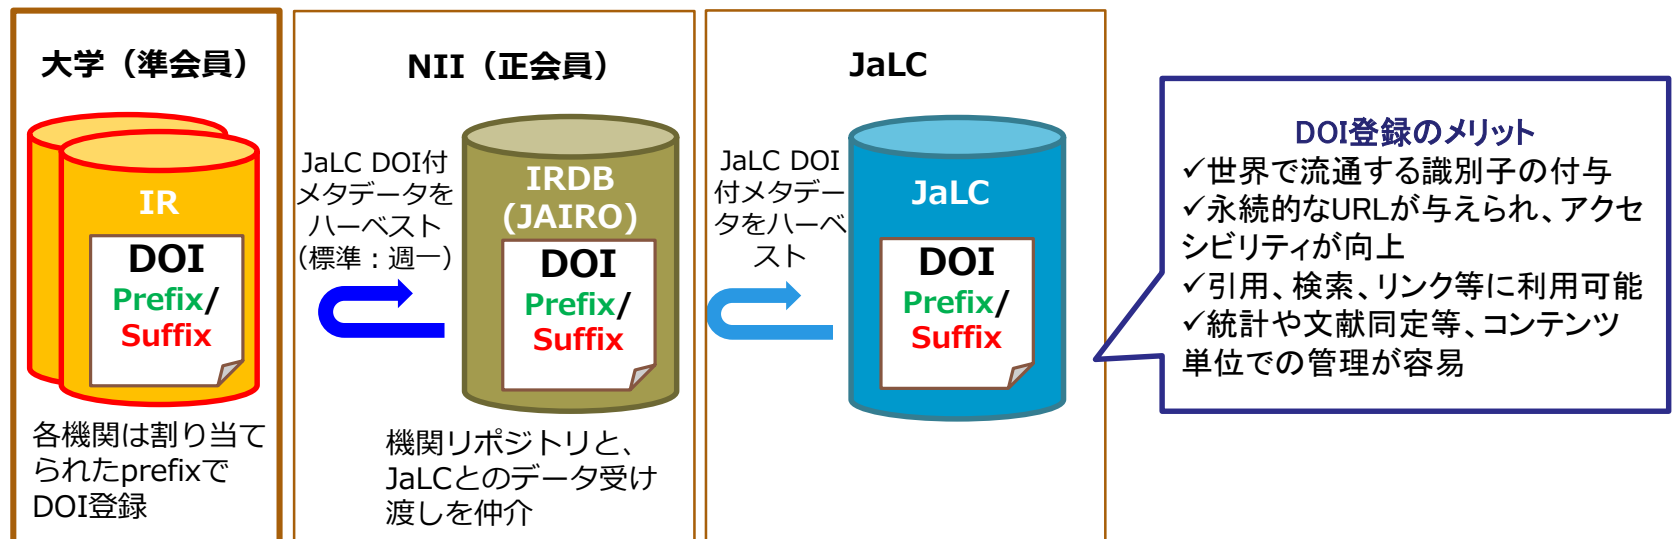 大学（準会員）
IR
DOI
Prefix/
Suffix
各機関は割り当て
られたprefixで
DOI登録
NII（正会員）
JaLC DOI付
メタデータを
ハーベスト
（標準：週一）
IRDB
(JAIRO)
DOI
Prefix/
Suffix
機関リポジトリと、
JaLCとのデータ受け
渡しを仲介
JaLC
JaLC DOI
付メタデー
タをハーベ
スト
JaLC
DOI
Prefix/
Suffix
DOI登録のメリット
✓世界で流通する識別子の付与
✓永続的なURLが与えられ、アクセ
シビリティが向上
✓引用、検索、リンク等に利用可能
✓統計や文献同定等、コンテンツ
単位での管理が容易